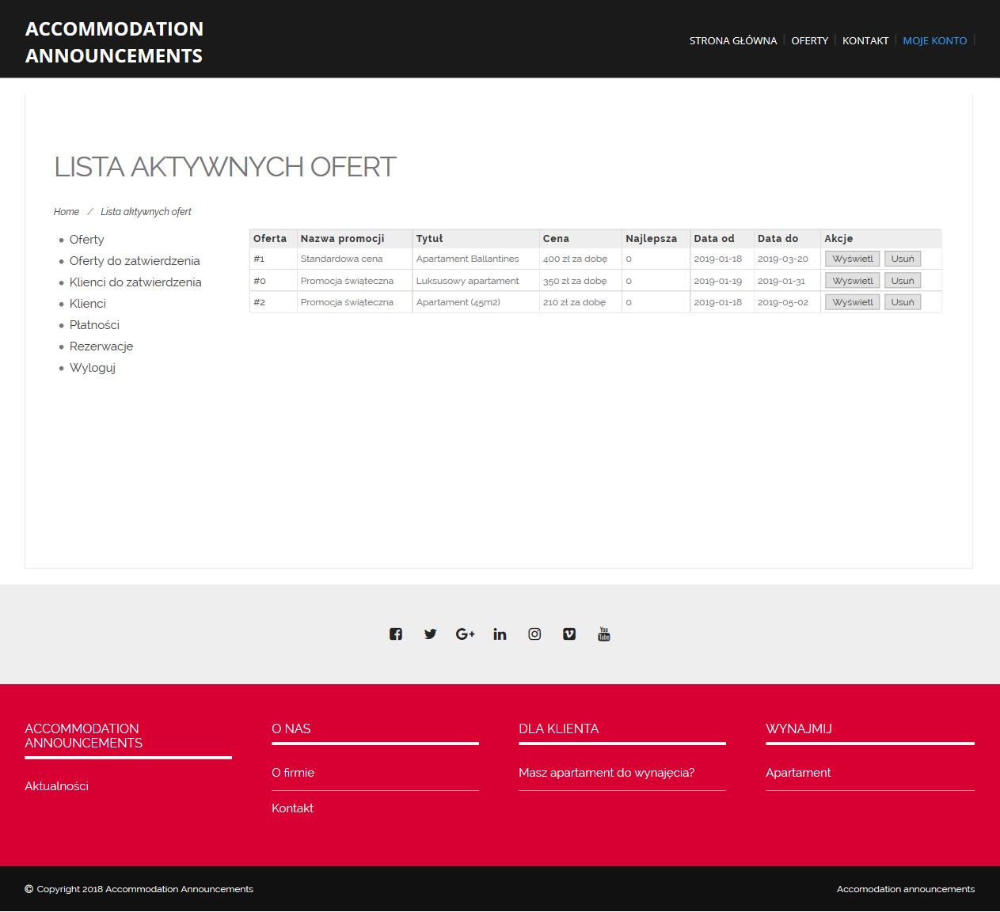 ACCOMMODATION
ANNOUNCEMENTS
STRONA GŁÓWNA OFERTY KONTAKT MOJE KONTO
LISTA AKTYWNYCH OFERT
Home / Lista aktywnych ofert
Oferty
Oferty do zatwierdzenia
Klienci do zatwierdzenia
Klienci
Płatności
Rezerwacje
Wyloguj
Oferta Nazwa promocji Tytuł Cena Najlepsza Data od Data do Akcje
#1 Standardowa cena Apartament Ballantines 400 zł za dobę 0 2019-01-18 2019-03-20 Wyświetl Usuń
#0 Promocja świąteczna Luksusowy apartament 350 zł za dobę 0 2019-01-19 2019-01-31 Wyświetl Usuń
#2 Promocja świąteczna Apartament (45m2) 210 zł za dobę 0 2019-01-18 2019-05-02 Wyświetl Usuń
You
Tube
ACCOMMODATION
ANNOUNCEMENTS
Aktualności
O NAS
O firmie
Kontakt
DLA KLIENTA
Masz apartament do wynajęcia?
WYNAJMIJ
Apartament
© Copyright 2018 Accommodation Announcements
Accomodation announcements